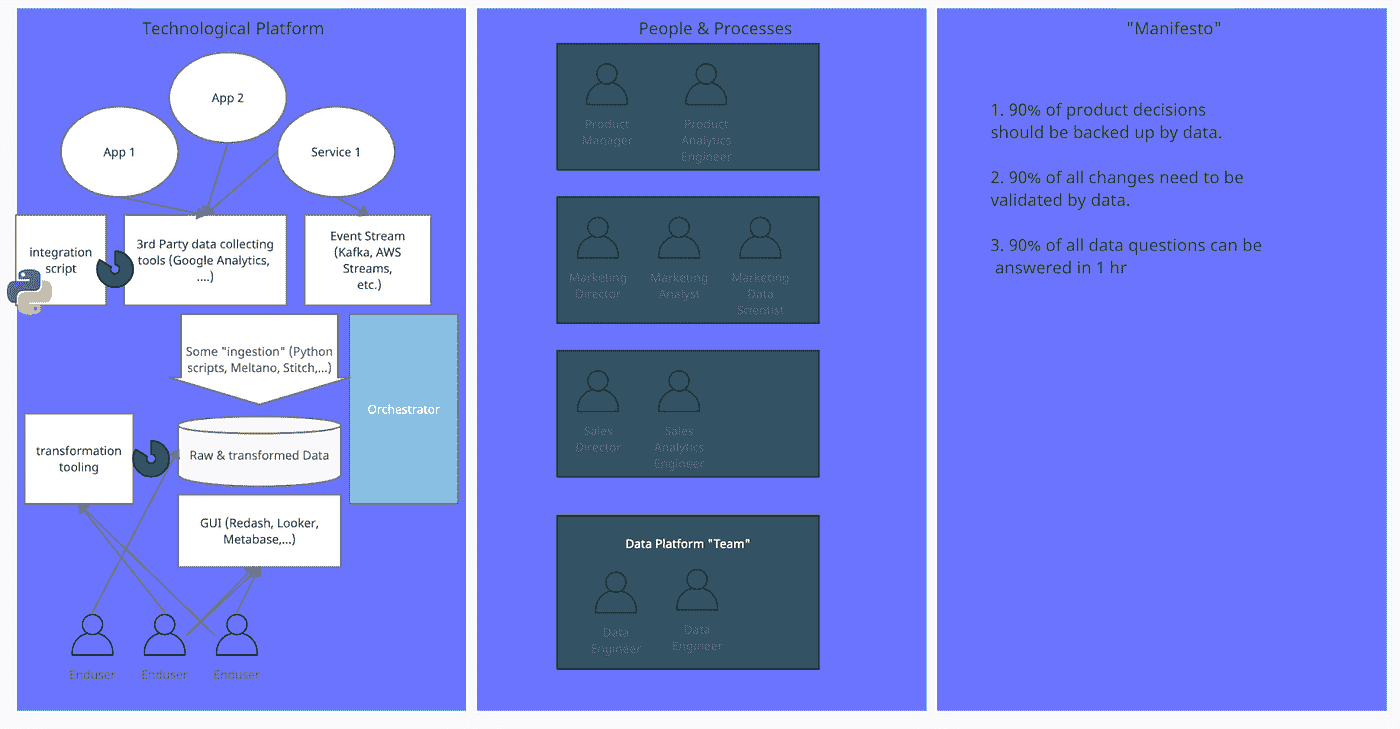 Technological Platform
App 2
App 1
Service 1
integration
script
3rd Party data collecting
tools (Google Analytics,
....)
Event Stream
(Kafka, AWS
Streams,
etc.)
Some "ingestion" (Python
scripts, Meltano, Stitch,...)
Orchestrator
transformation
tooling
Raw & transformed Data
GUI (Redash, Looker,
Metabase,...)
Enduser
Enduser
Enduser
People & Processes
Product
Manager
Product
Analytics
Engineer
Marketing
Director
Marketing
Analyst
Marketing
Data
Scientist
Sales
Director
Sales
Analytics
Engineer
Data Platform "Team"
Data
Engineer
Data
Engineer
"Manifesto"
1. 90% of product decisions
should be backed up by data.
2. 90% of all changes need to be
validated by data.
3. 90% of all data questions can be
answered in 1 hr